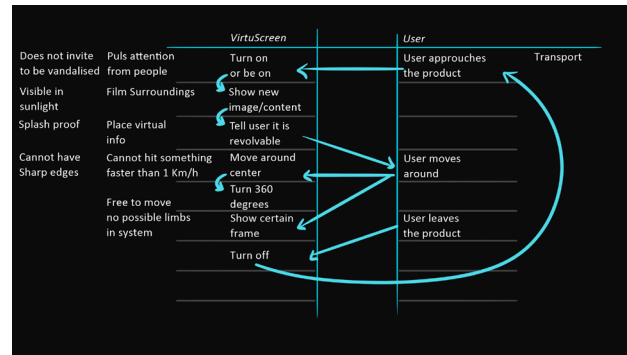 VirtuScreen
User
Does not invite
to be vandalised
Puls attention
from people
Turn on
or be on
User approuches
the product
Transport
Visible in
sunlight
Film Surroundings
Show new
image/content
Splash proof
Place virtual
info
Tell user it is
revolvable
Cannot have
Sharp edges
Cannot hit something
faster than 1 Km/h
Move around
center
User moves
around
Turn 360
degrees
Free to move
no possible limbs
in system
Show certain
frame
User leaves
the product
Turn off